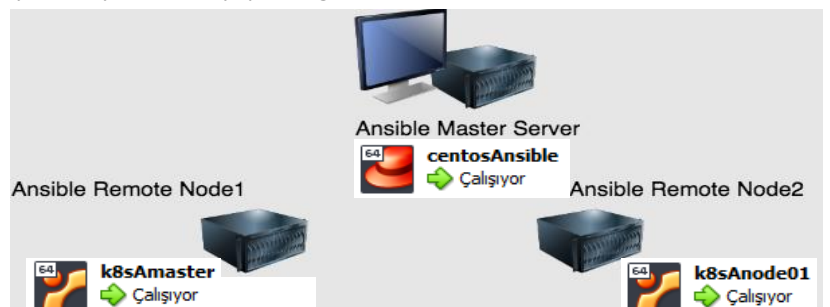 Ansible Master Server
64
centosAnsible
Çalışıyor
Ansible Remote Node1
Ansible Remote Node2
64
k8sAmaster
Çalışıyor
64
k8sAnode01
Çalışıyor